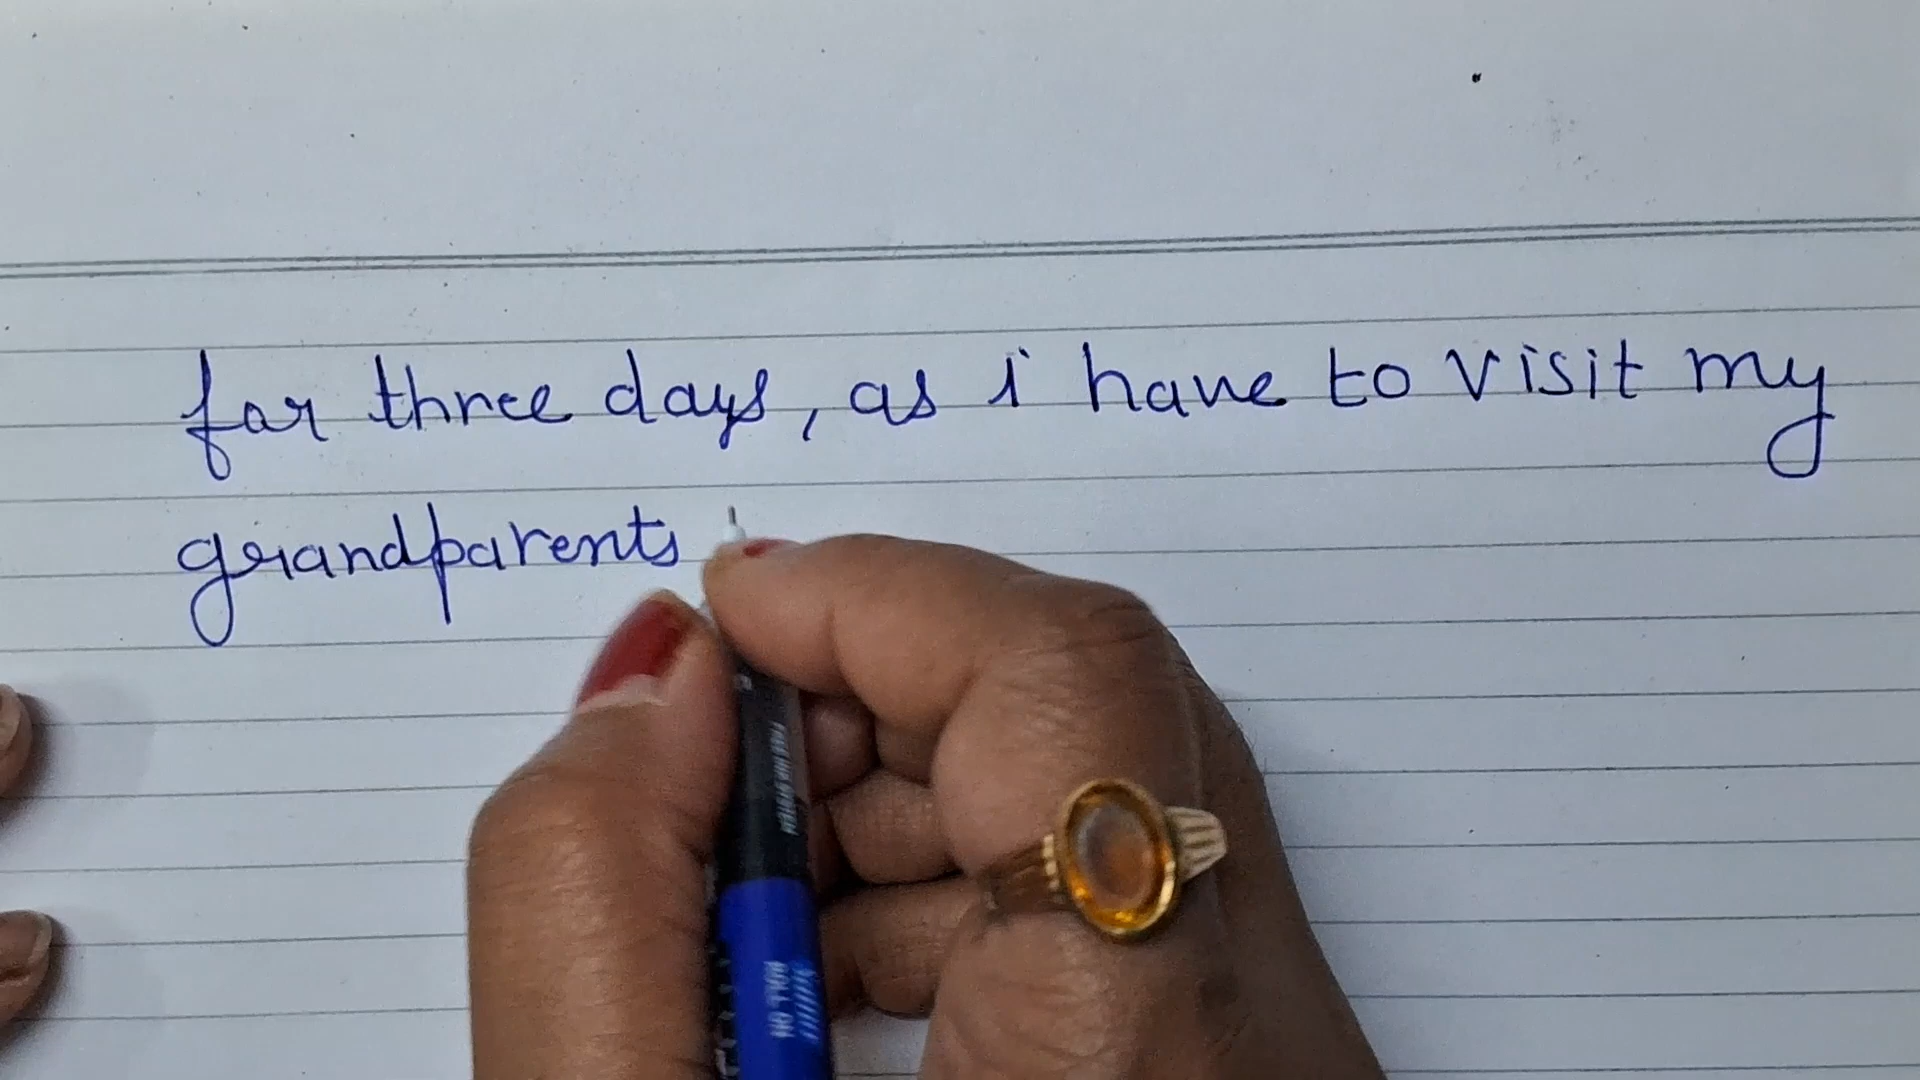 for three days, as i have to visit my
grandparents